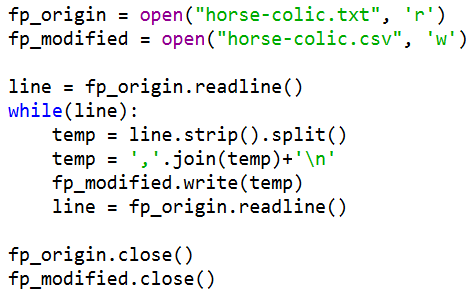 fp_origin = open("horse-colic.txt", 'r')
fp_modified = open("horse-colic.csv", 'w')

line = fp_origin.readline()
while(line):
    temp = line.strip().split()
    temp = ','.join(temp)+'\n'
    fp_modified.write(temp)
    line = fp_origin.readline()

fp_origin.close()
fp_modified.close()